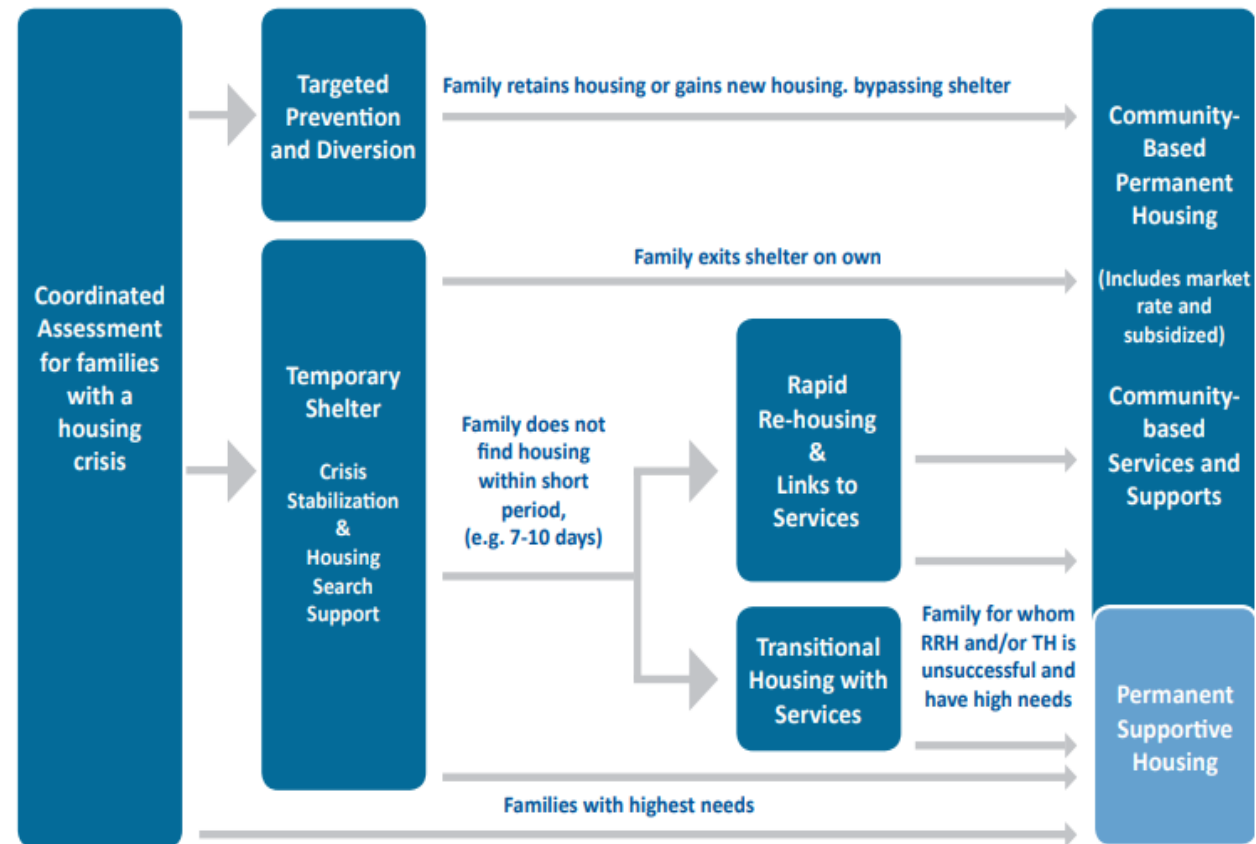 Coordinated
Assessment
for families
with a
housing
crisis
Targeted
Prevention
and Diversion
Family retains housing or gains new housing. bypassing shelter
Temporary
Shelter
Crisis
Stabilization
&
Housing
Search
Support
Family exits shelter on own
Family does not
find housing
within short
period,
(e.g. 7-10 days)
Rapid
Re-housing
&
Links to
Services
Transitional
Housing with
Services
Family for whom
RRH and/or TH is
unsuccessful and
have high needs
Families with highest needs
Community-
Based
Permanent
Housing
(Includes market
rate and
subsidized)
Community-
based
Services and
Supports
Permanent
Supportive
Housing